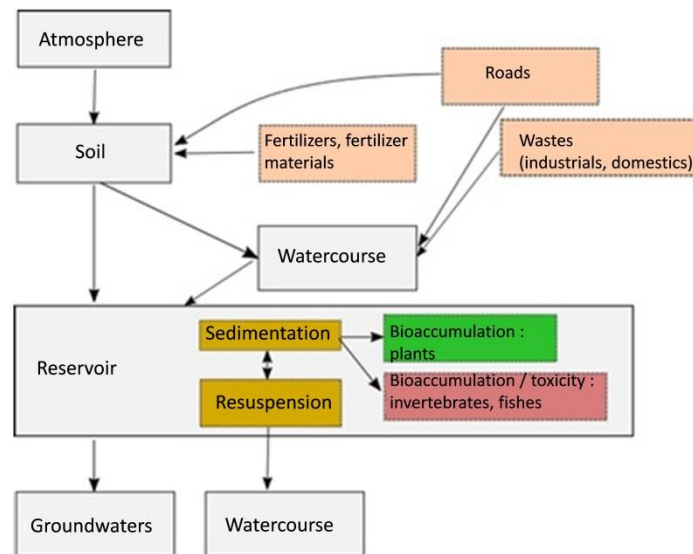 Atmosphere
Roads
Soil
Fertilizers, fertilizer
materials
Wastes
(industrials, domestics)
Watercourse
Reservoir
Sedimentation
Bioaccumulation :
plants
Resuspension
Bioaccumulation / toxicity :
invertebrates, fishes
Groundwaters
Watercourse